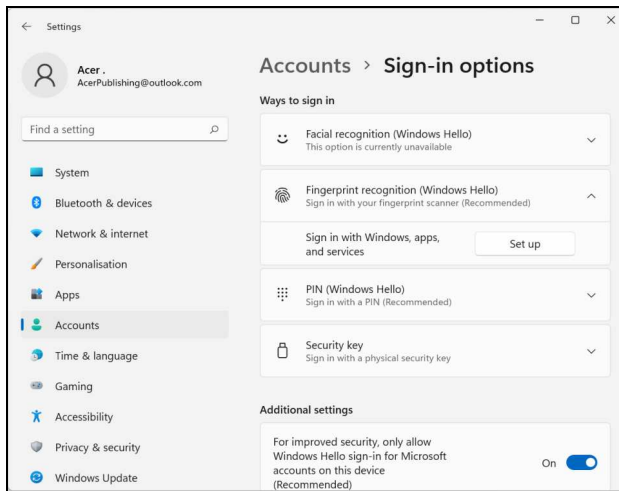 Settings
Acer .
AcerPublishing@outlook.com
Find a setting
System
Bluetooth & devices
Network & internet
Personalisation
Apps
Accounts
Time & language
Gaming
Accessibility
Privacy & security
Windows Update
Accounts > Sign-in options
Ways to sign in
Facial recognition (Windows Hello)
This option is currently unavailable
Fingerprint recognition (Windows Hello)
Sign in with your fingerprint scanner (Recommended)
Sign in with Windows, apps,
and services
Set up
PIN (Windows Hello)
Sign in with a PIN (Recommended)
Security key
Sign in with a physical security key
Additional settings
For improved security, only allow
Windows Hello sign-in for Microsoft
accounts on this device
(Recommended)
On